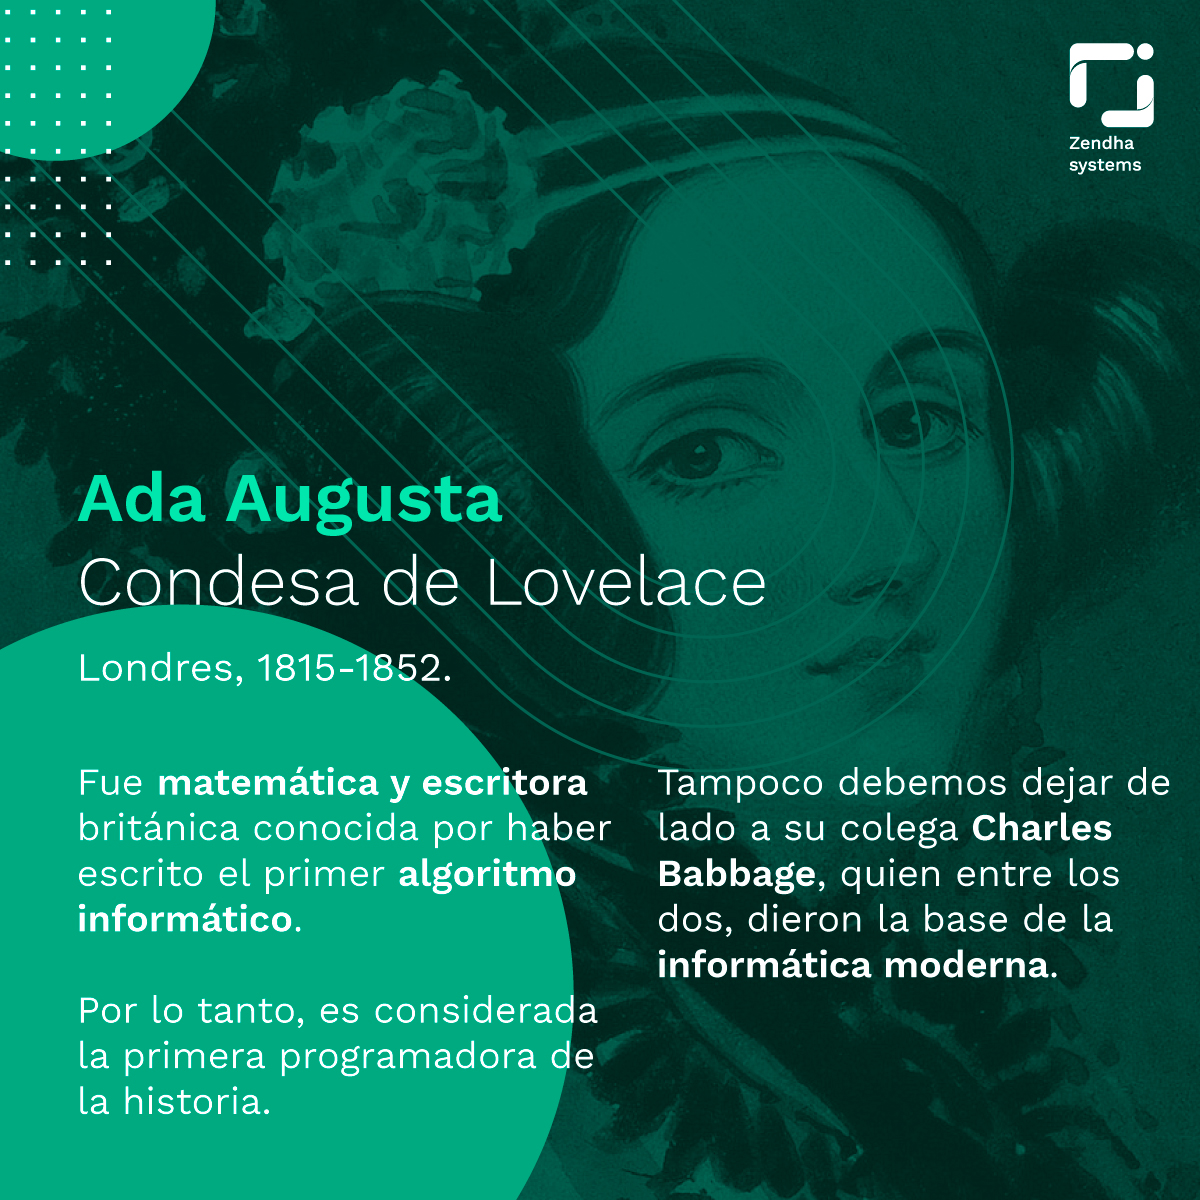 Zendha
systems
Ada Augusta
Condesa de Lovelace
Londres, 1815-1852.
Fue matemática y escritora
británica conocida por haber
escrito el primer algoritmo
informático.
Por lo tanto, es considerada
la primera programadora de
la historia.
Tampoco debemos dejar de
lado a su colega Charles
Babbage, quien entre los
dos, dieron la base de la
informática moderna.